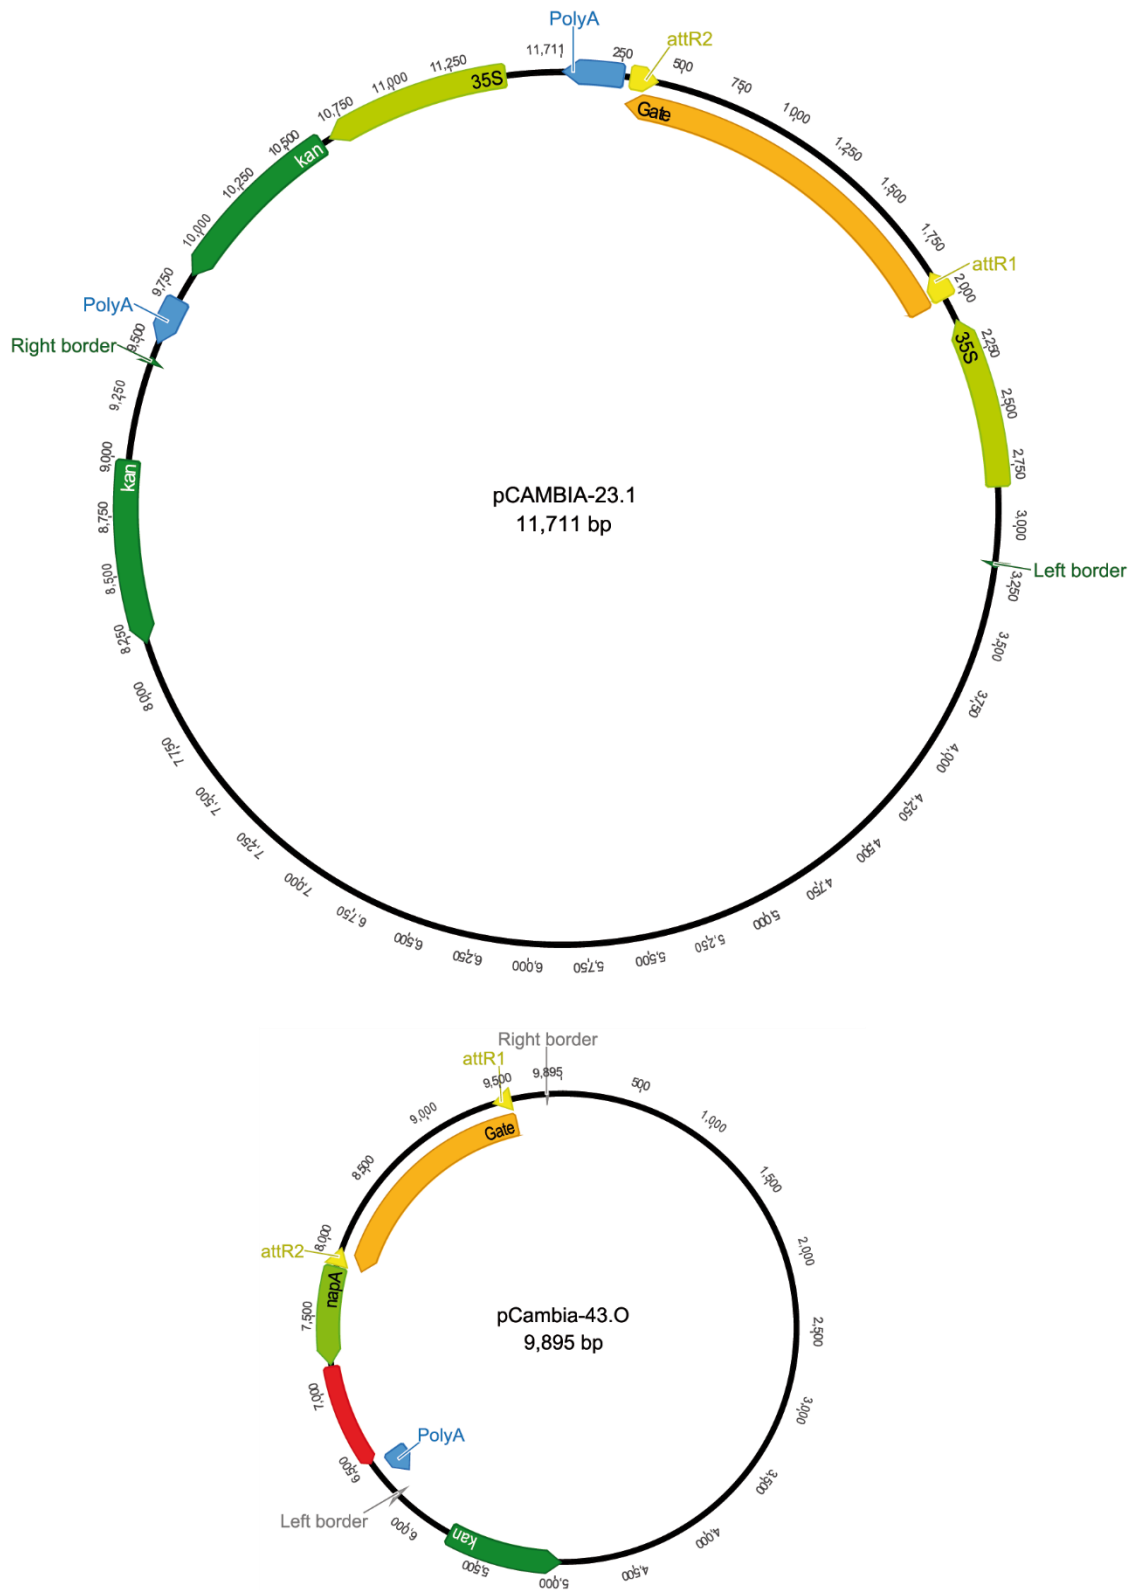 PolyA
attR2
11,711
250
500
750
1,000
1,250
1,500
1,750
2,000
2,250
2,500
2,750
3,000
3,250
3,500
3,750
4,000
4,250
4,500
4,750
5,000
5,250
5,500
5,750
6,000
6,250
6,500
6,750
7,000
7,250
7,500
7,750
8,000
8,250
8,500
8,750
9,000
9,250
9,500
9,750
10,000
10,250
10,500
10,750
11,000
11,250
35S
Gate
kan
attR1
35S
PolyA
Right border
kan
Left border
pCAMBIA-23.1
11,711 bp
Right border
attR1
9,895
500
1,000
1,500
2,000
2,500
3,000
3,500
4,000
4,500
5,000
5,500
6,000
6,500
7,000
7,500
8,000
8,500
9,000
9,500
Gate
attR2
napA
pCambia-43.O
9,895 bp
PolyA
Left border
kan